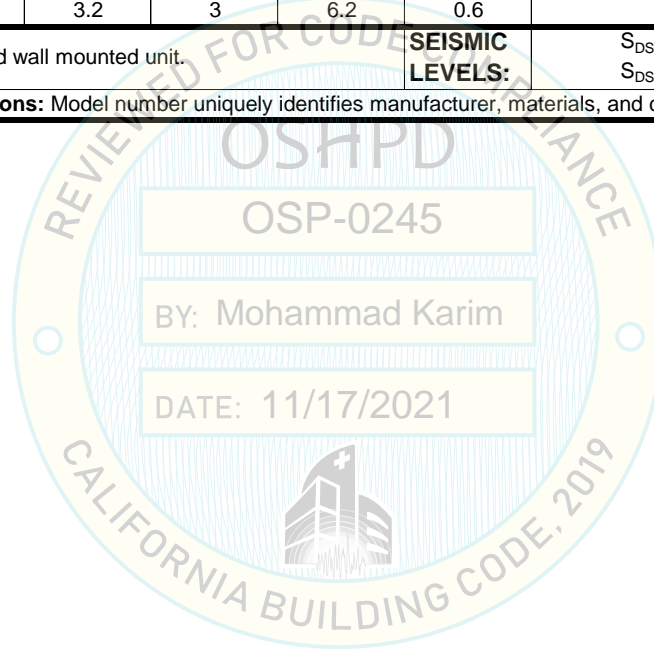 3.2 3 6.2 0.6
d wall mounted unit.
SEISMIC
LEVELS:
SDS
SDS
ons: Model number uniquely identifies manufacturer, materials, and c
REVIEWED FOR CODE COMPLIANCE
OSHPD
OSP-0245
BY: Mohammad Karim
DATE: 11/17/2021
CALIFORNIA BUILDING CODE, 2019